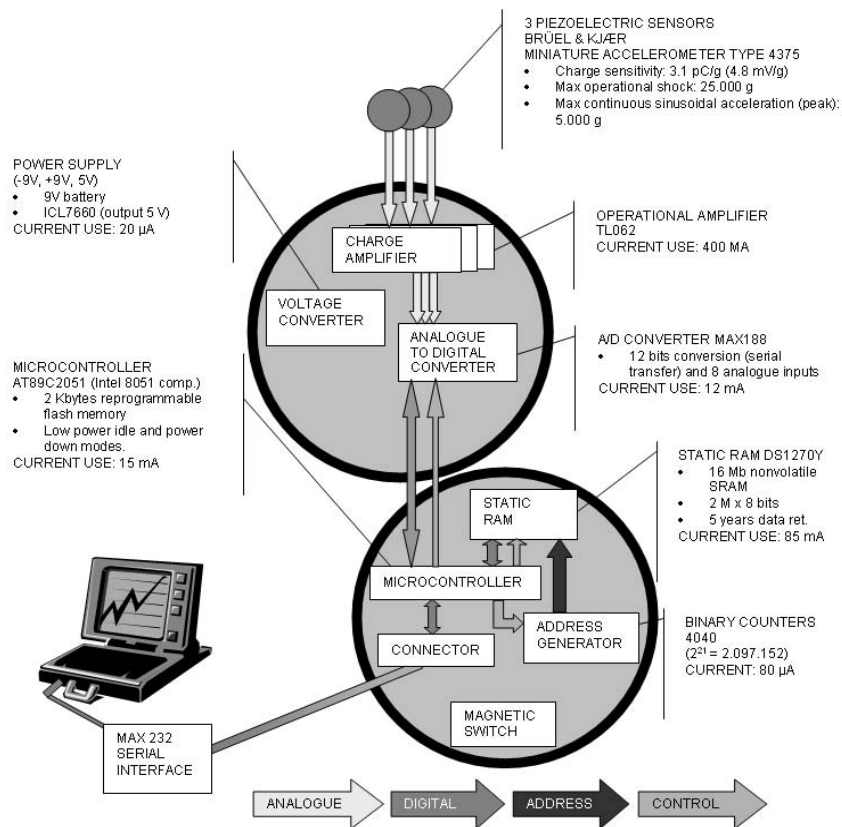 3 PIEZOELECTRIC SENSORS
BRÜEL & KJÆR
MINIATURE ACCELEROMETER TYPE 4375
• Charge sensitivity: 3.1 pC/g (4.8 mV/g)
• Max operational shock: 25.000 g
• Max continuous sinusoidal acceleration (peak):
5.000 g
POWER SUPPLY
(-9V, +9V, 5V)
• 9V battery
• ICL7660 (output 5 V)
CURRENT USE: 20 µA
OPERATIONAL AMPLIFIER
TL062
CURRENT USE: 400 MA
CHARGE
AMPLIFIER
VOLTAGE
CONVERTER
ANALOGUE
TO DIGITAL
CONVERTER
A/D CONVERTER MAX188
• 12 bits conversion (serial
transfer) and 8 analogue inputs
CURRENT USE: 12 mA
MICROCONTROLLER
AT89C2051 (Intel 8051 comp.)
• 2 Kbytes reprogrammable
flash memory
• Low power idle and power
down modes.
CURRENT USE: 15 mA
STATIC RAM DS1270Y
• 16 Mb nonvolatile
SRAM
• 2 M x 8 bits
• 5 years data ret.
CURRENT USE: 85 mA
STATIC
RAM
MICROCONTROLLER
CONNECTOR
ADDRESS
GENERATOR
BINARY COUNTERS
4040
(2²¹ = 2.097.152)
CURRENT: 80 µA
MAGNETIC
SWITCH
MAX 232
SERIAL
INTERFACE
ANALOGUE
DIGITAL
ADDRESS
CONTROL